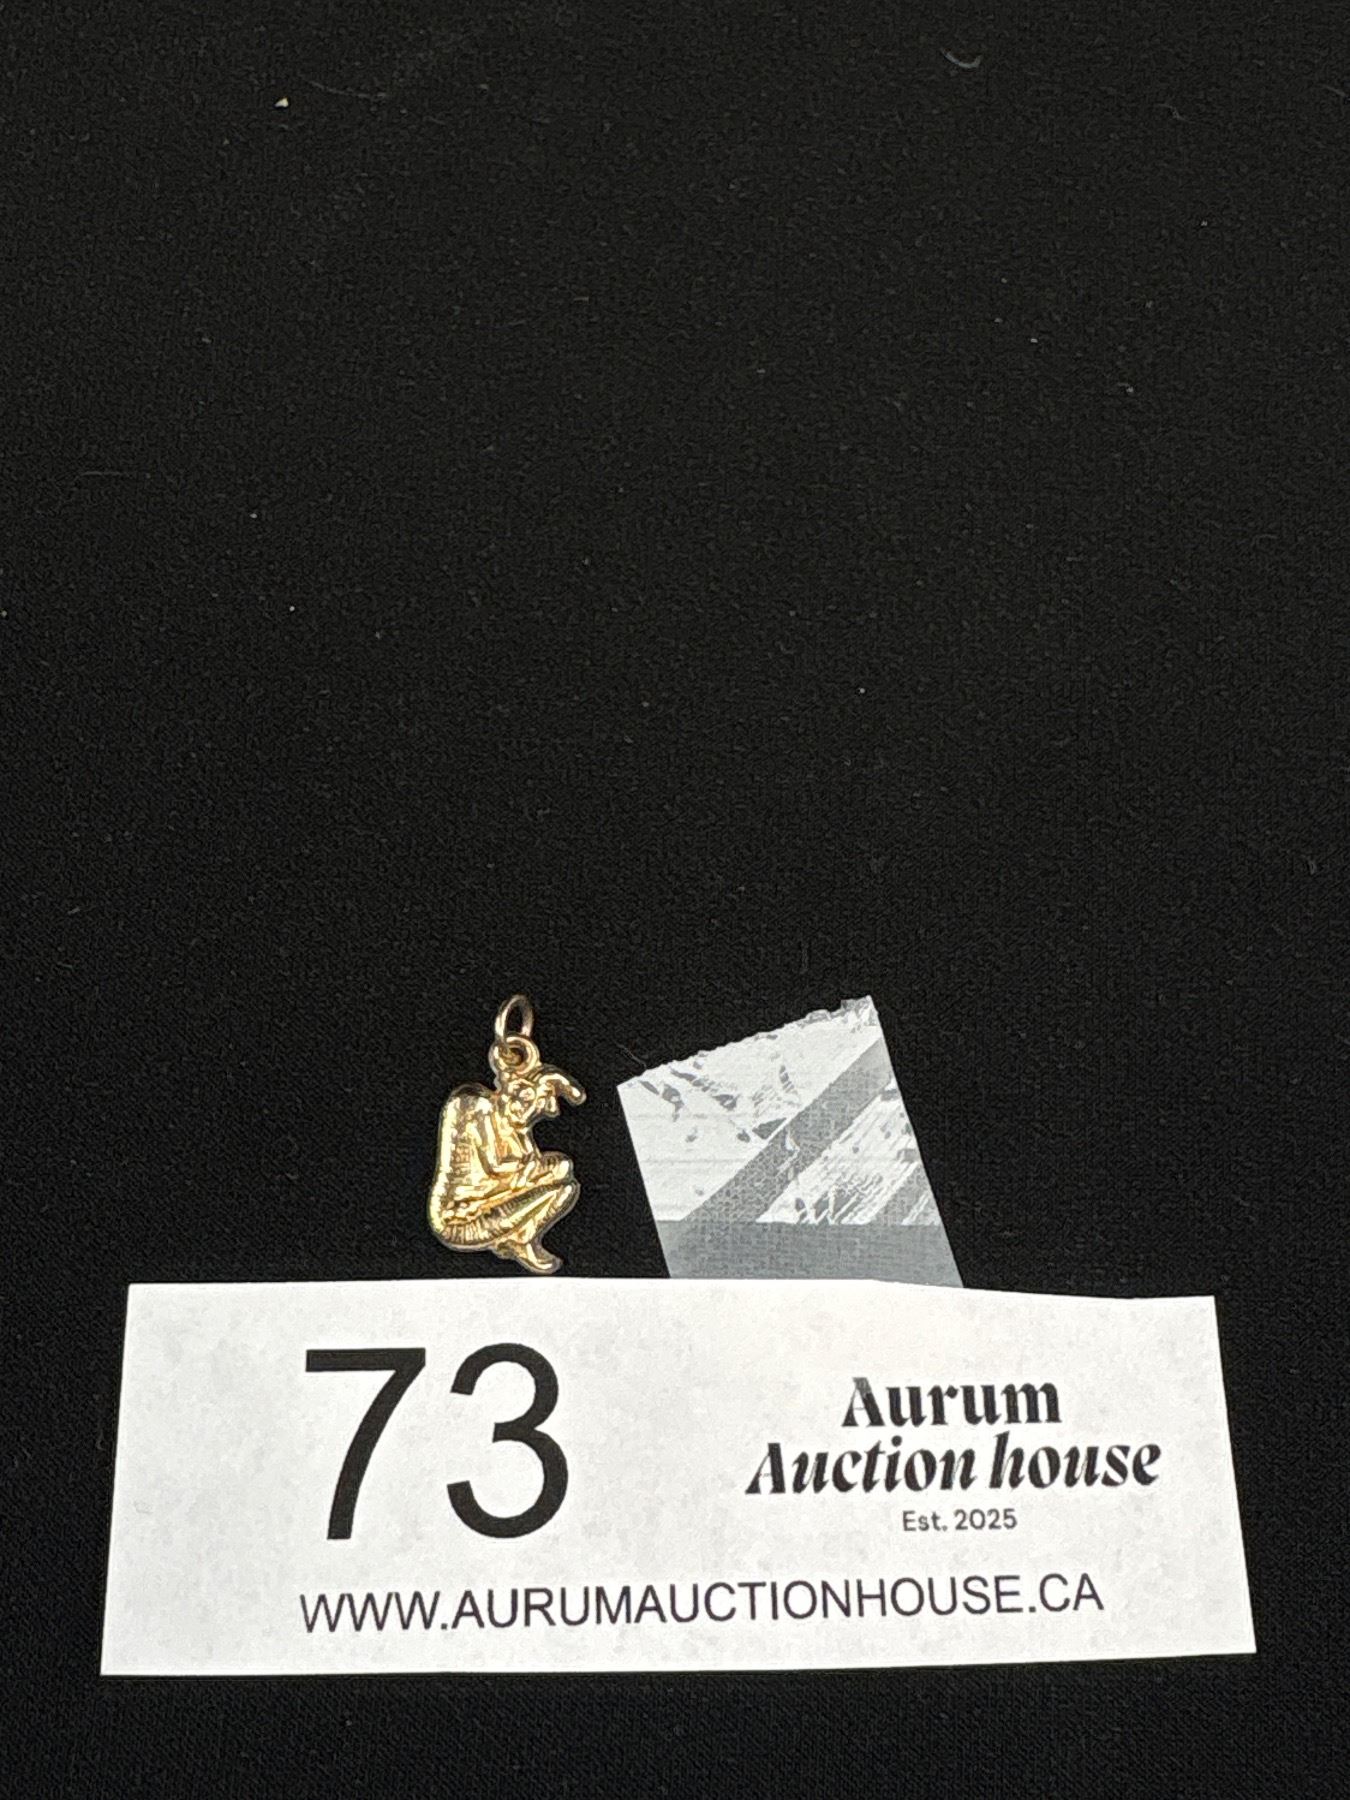 73
Aurum
Auction house
Est. 2025
WWW.AURUMAUCTIONHOUSE.CA